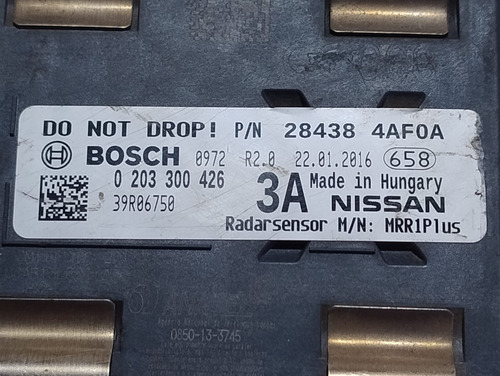 DO NOT DROP! P/N 28438 4AF0A
BOSCH 0972 R2.0 22.01.2016 658
0 203 300 426 3A Made in Hungary
39R06750 NISSAN
Radarsensor M/N: MRR1Plus
0850-13-3745